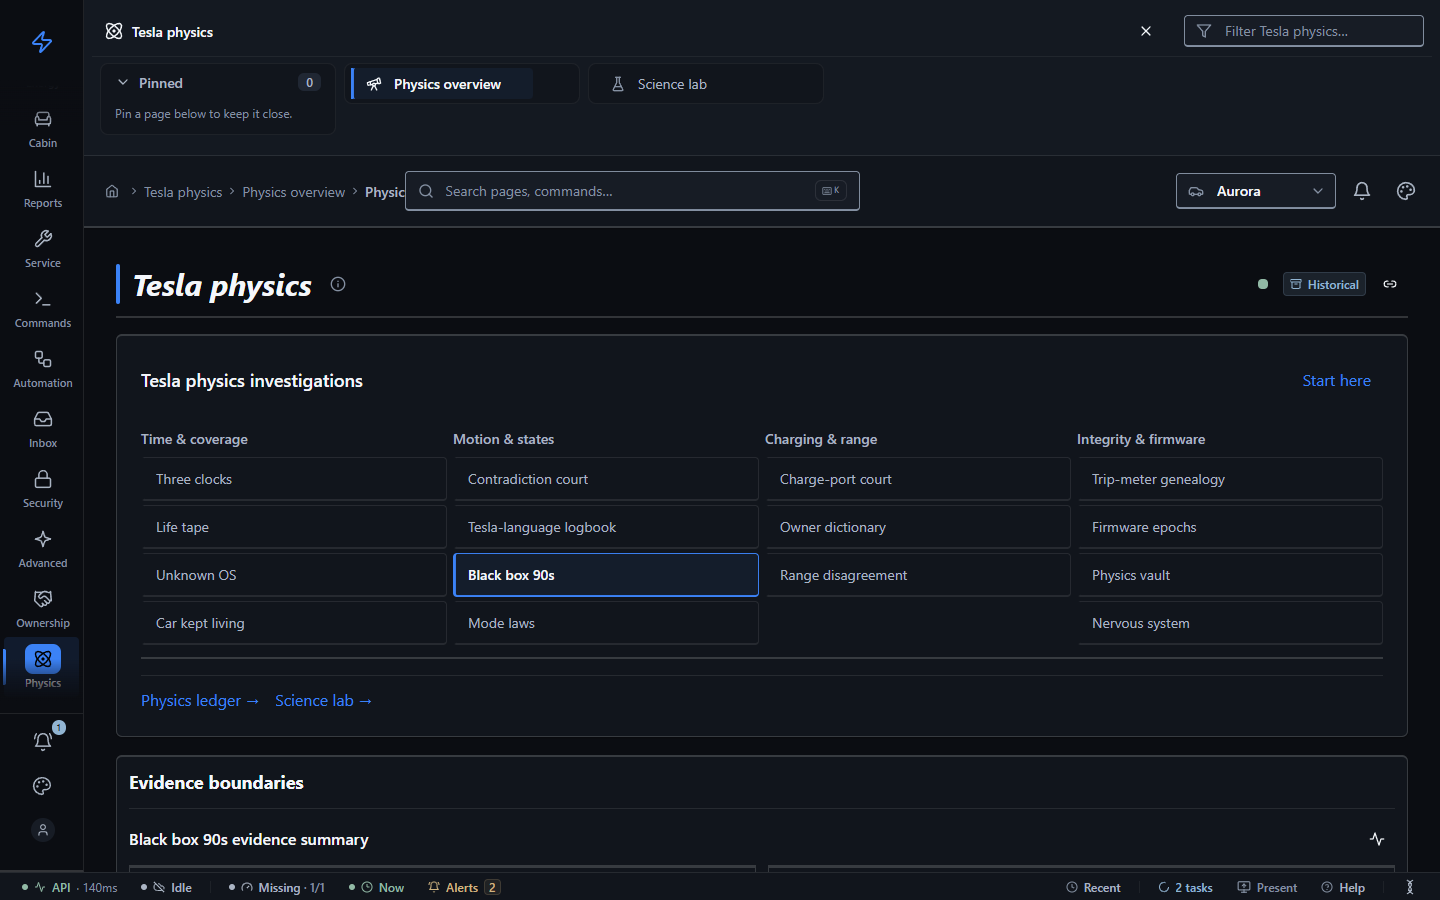 Tesla physics
Filter Tesla physics...
Pinned
0
Pin a page below to keep it close.
Physics overview
Science lab
Cabin
Reports
Service
Commands
Automation
Inbox
Security
Advanced
Ownership
Physics
1
Tesla physics
Physics overview
Physic
Search pages, commands...
K
Aurora
Tesla physics
Historical
Tesla physics investigations
Start here
Time & coverage
Three clocks
Life tape
Unknown OS
Car kept living
Motion & states
Contradiction court
Tesla-language logbook
Black box 90s
Mode laws
Charging & range
Charge-port court
Owner dictionary
Range disagreement
Integrity & firmware
Trip-meter genealogy
Firmware epochs
Physics vault
Nervous system
Physics ledger →
Science lab →
Evidence boundaries
Black box 90s evidence summary
API · 140ms
Idle
Missing · 1/1
Now
Alerts 2
Recent
2 tasks
Present
Help